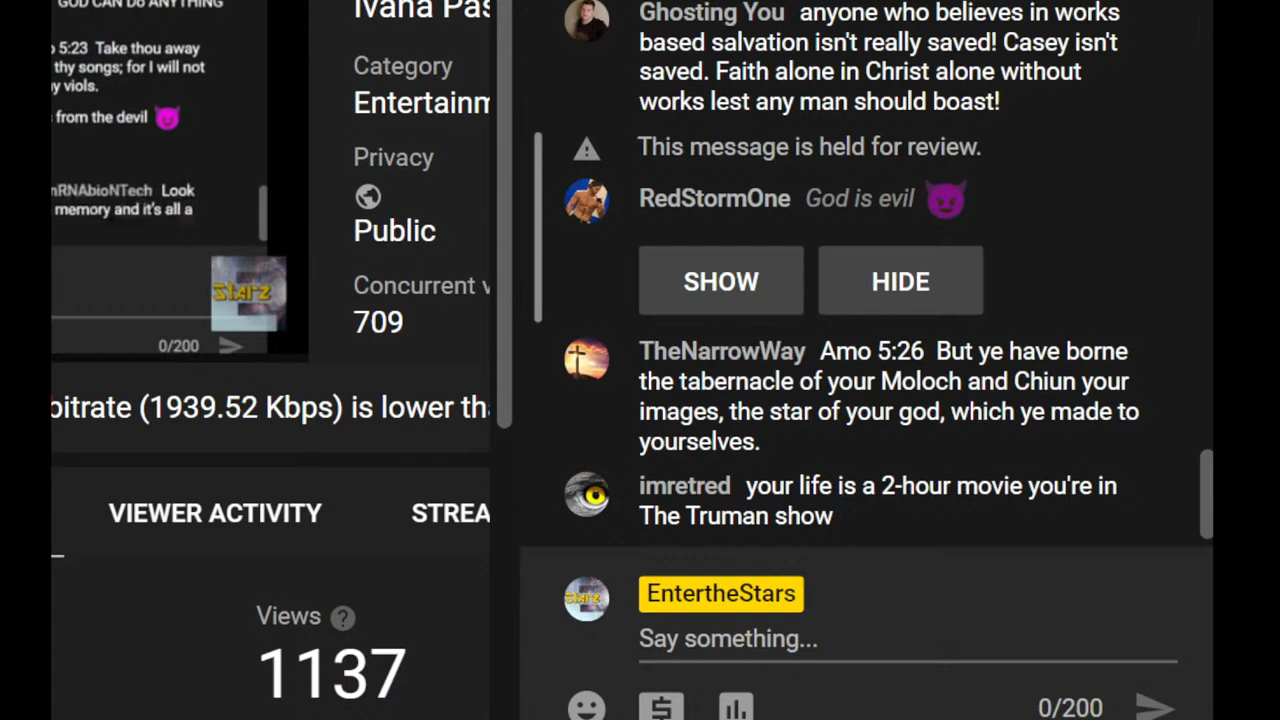 GOD CAN DO ANYTHING
5:23 Take thou away
thy songs; for I will not
viols.
from the devil 😈
nRNAbioNTech Look
memory and it's all a
STARZ
0/200
Ivana Pas
Category
Entertainm
Privacy
Public
Concurrent v
709
bitrate (1939.52 Kbps) is lower th
VIEWER ACTIVITY
STREA
Views ?
1137
Ghosting You anyone who believes in works
based salvation isn't really saved! Casey isn't
saved. Faith alone in Christ alone without
works lest any man should boast!
This message is held for review.
RedStormOne God is evil 😈
SHOW HIDE
TheNarrowWay Amo 5:26 But ye have borne
the tabernacle of your Moloch and Chiun your
images, the star of your god, which ye made to
yourselves.
imretred your life is a 2-hour movie you're in
The Truman show
STARZ
EntertheStars
Say something...
$
0/200